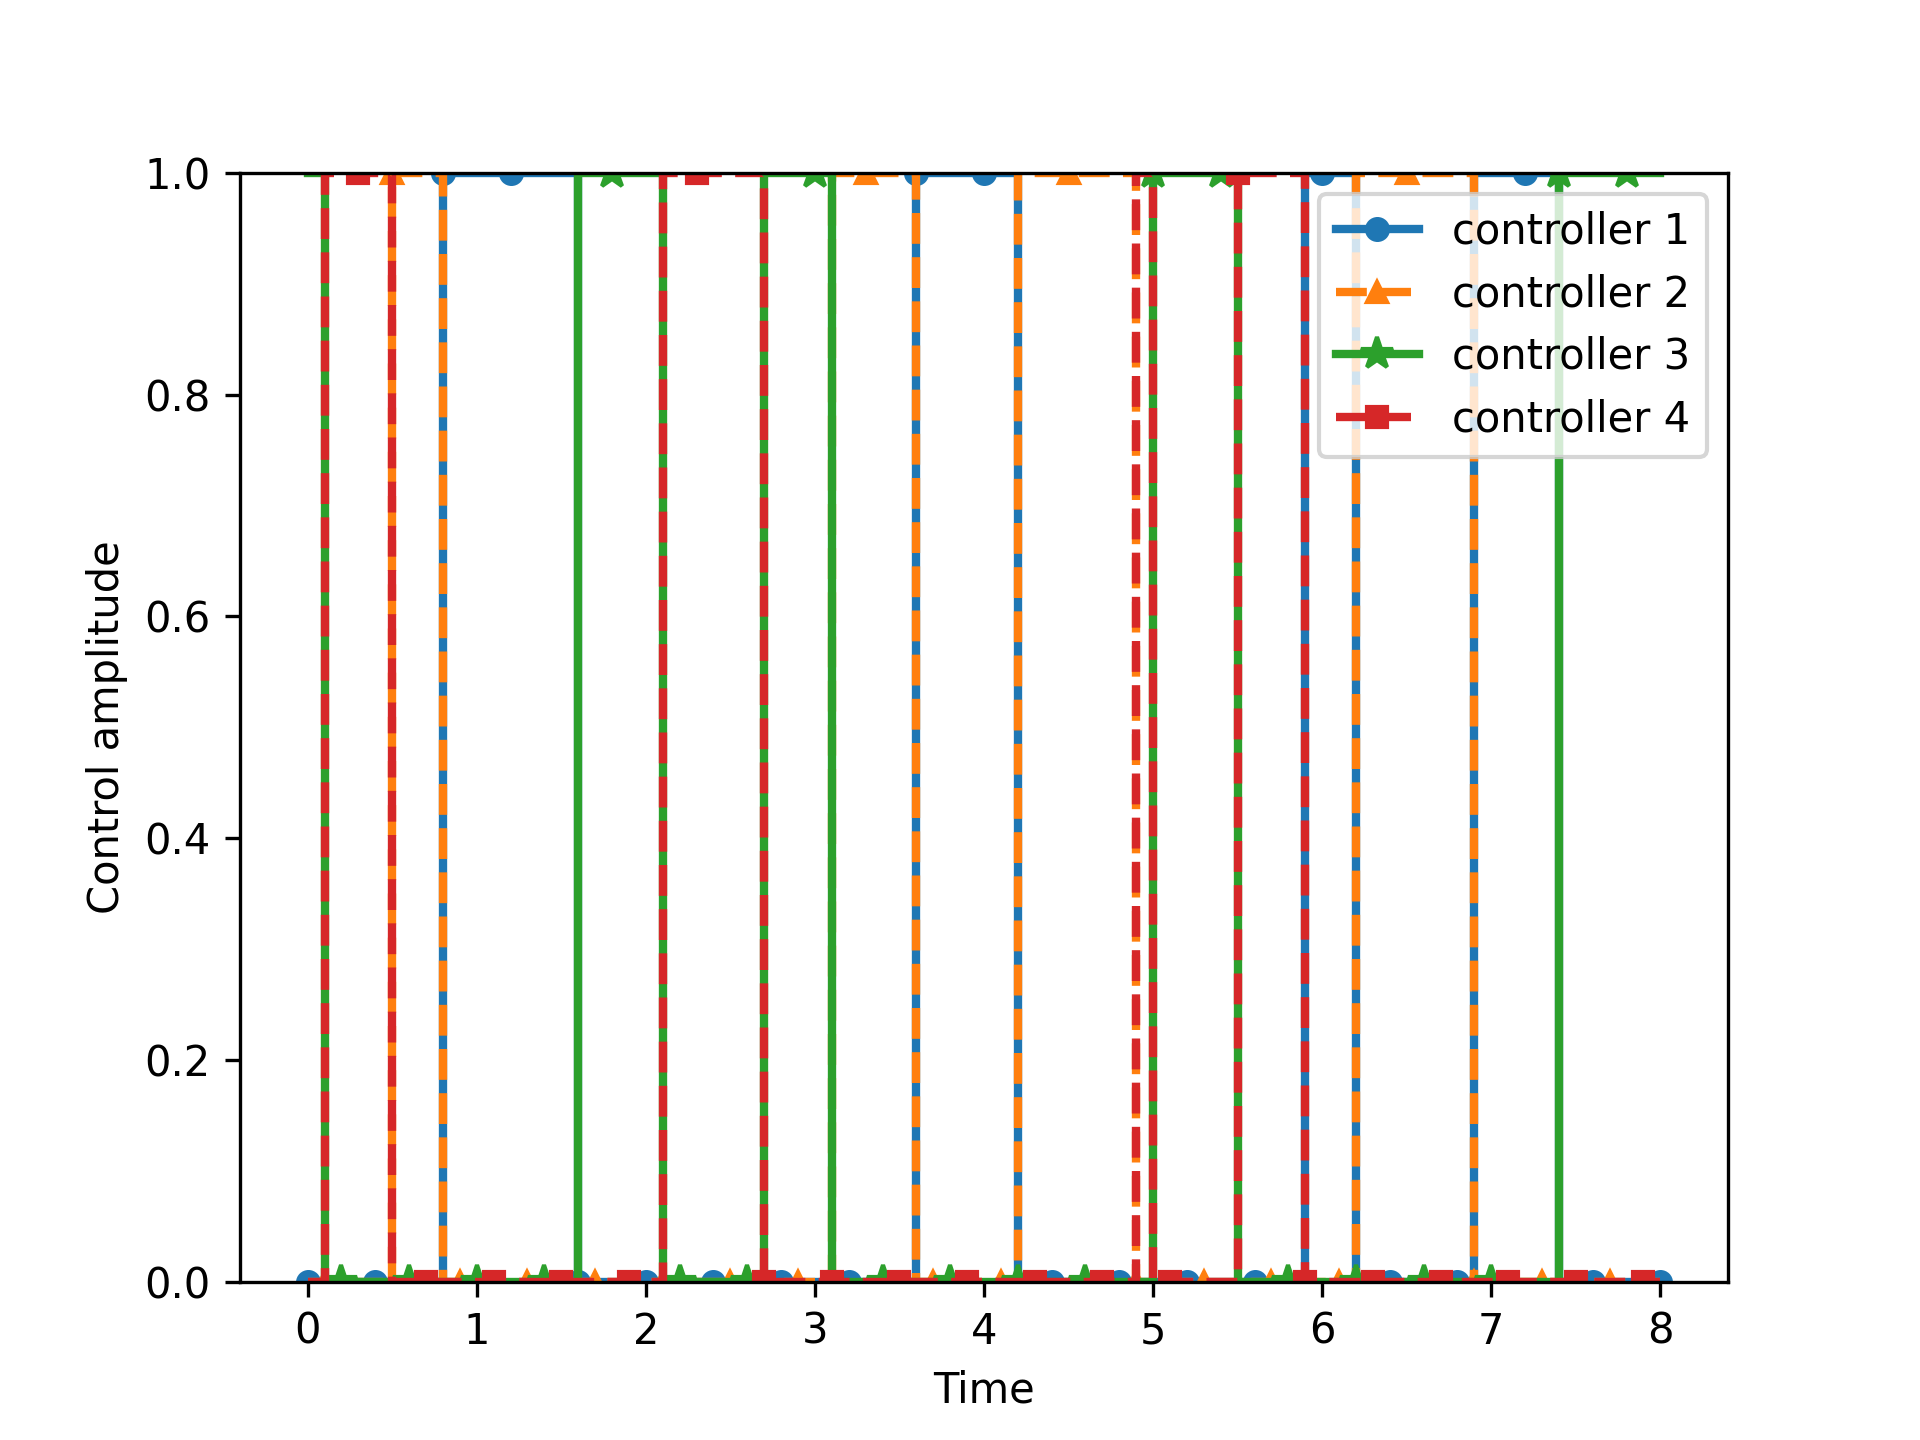 1.0
0.8
0.6
0.4
0.2
0.0
Control amplitude
controller 1
controller 2
controller 3
controller 4
0 1 2 3 4 5 6 7 8
Time